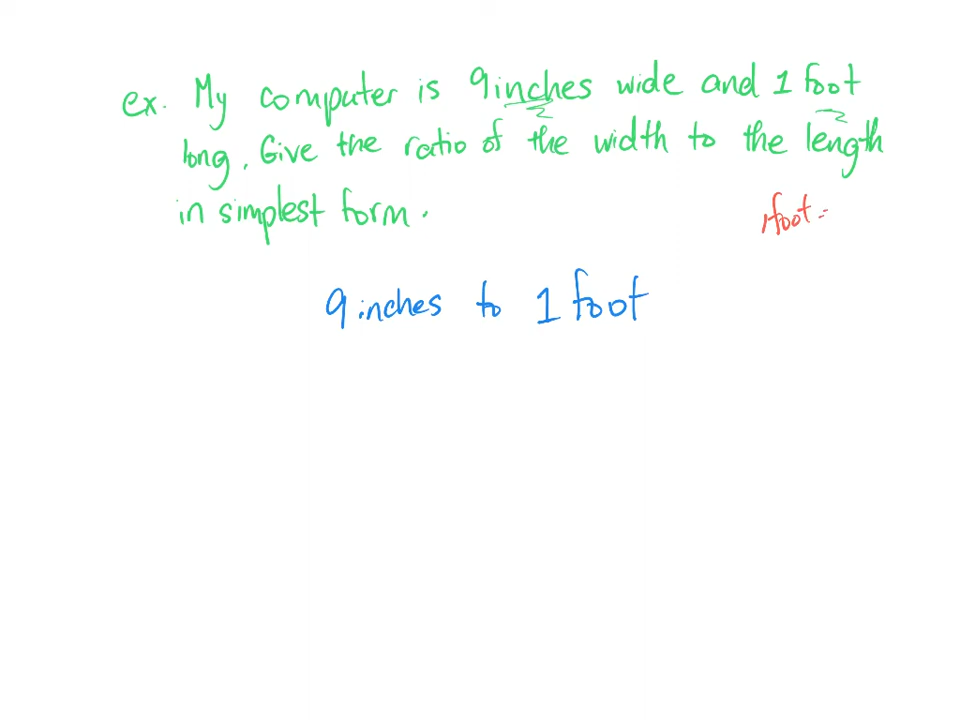 ex. My computer is 9 inches wide and 1 foot
long. Give the ratio of the width to the length
in simplest form.
1 foot =
9 inches to 1 foot